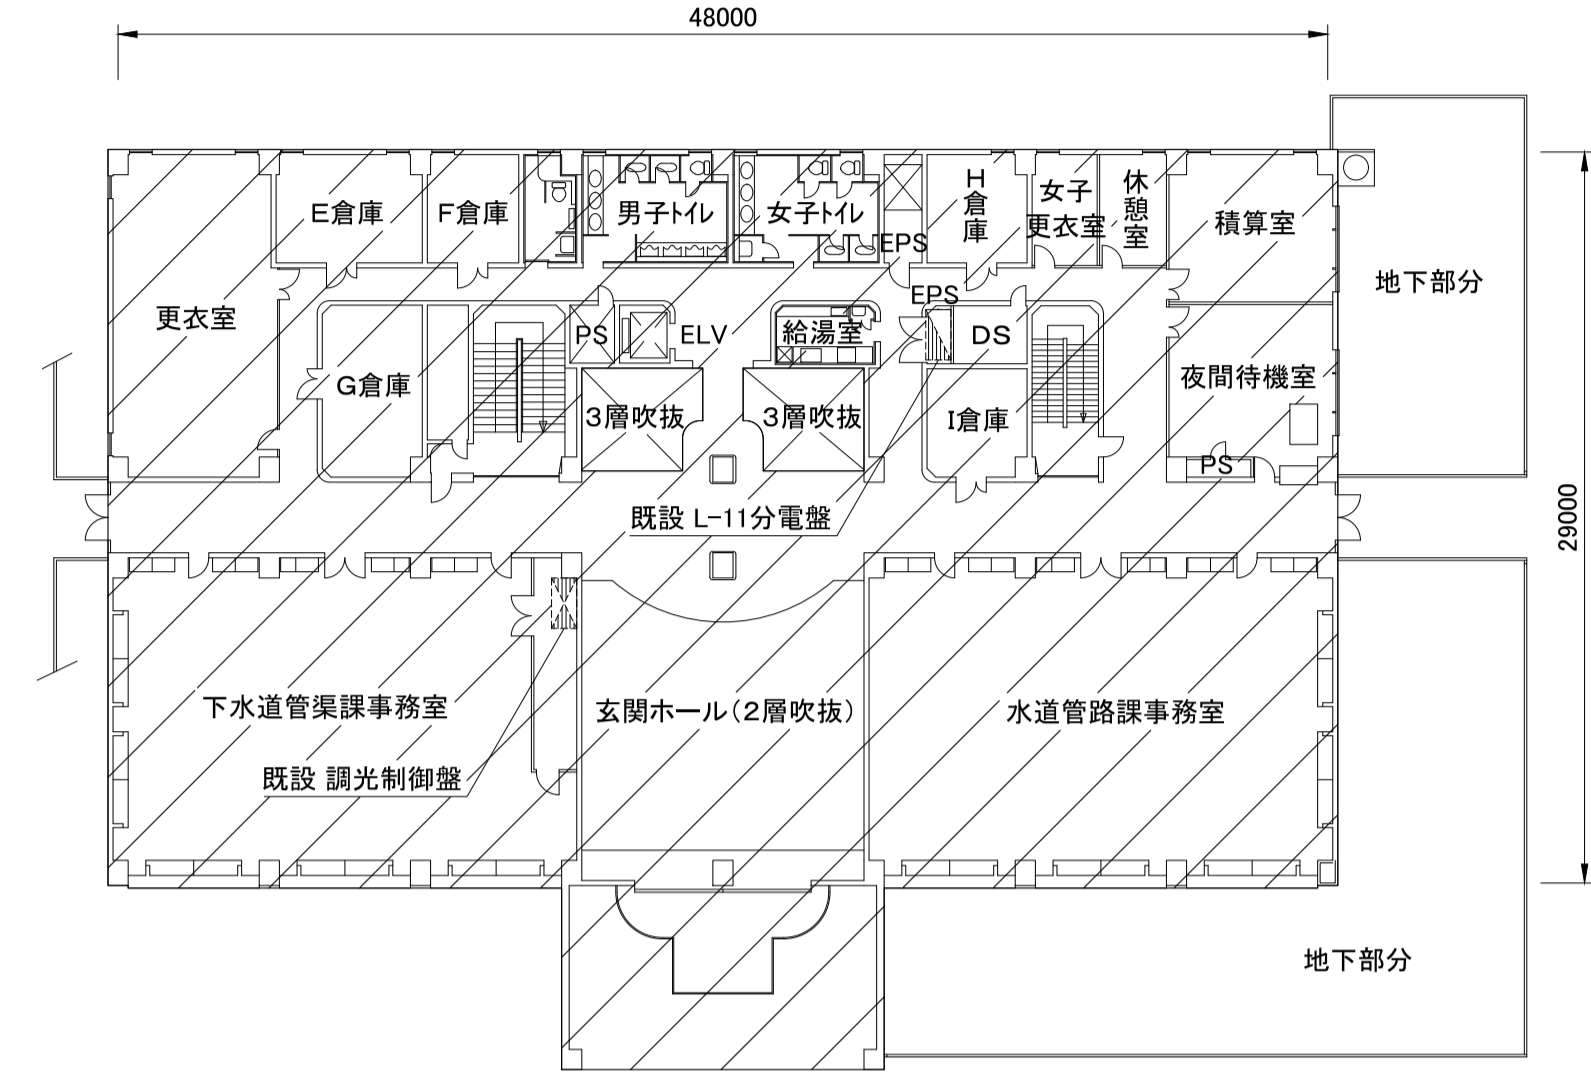 48000
E倉庫
F倉庫
男子トイレ
女子トイレ
EPS
H倉庫
女子
更衣室
休憩室
積算室
地下部分
更衣室
PS
ELV
給湯室
EPS
DS
G倉庫
3層吹抜
3層吹抜
I倉庫
夜間待機室
PS
既設 L-11分電盤
29000
下水道管渠課事務室
玄関ホール(2層吹抜)
水道管路課事務室
既設 調光制御盤
地下部分